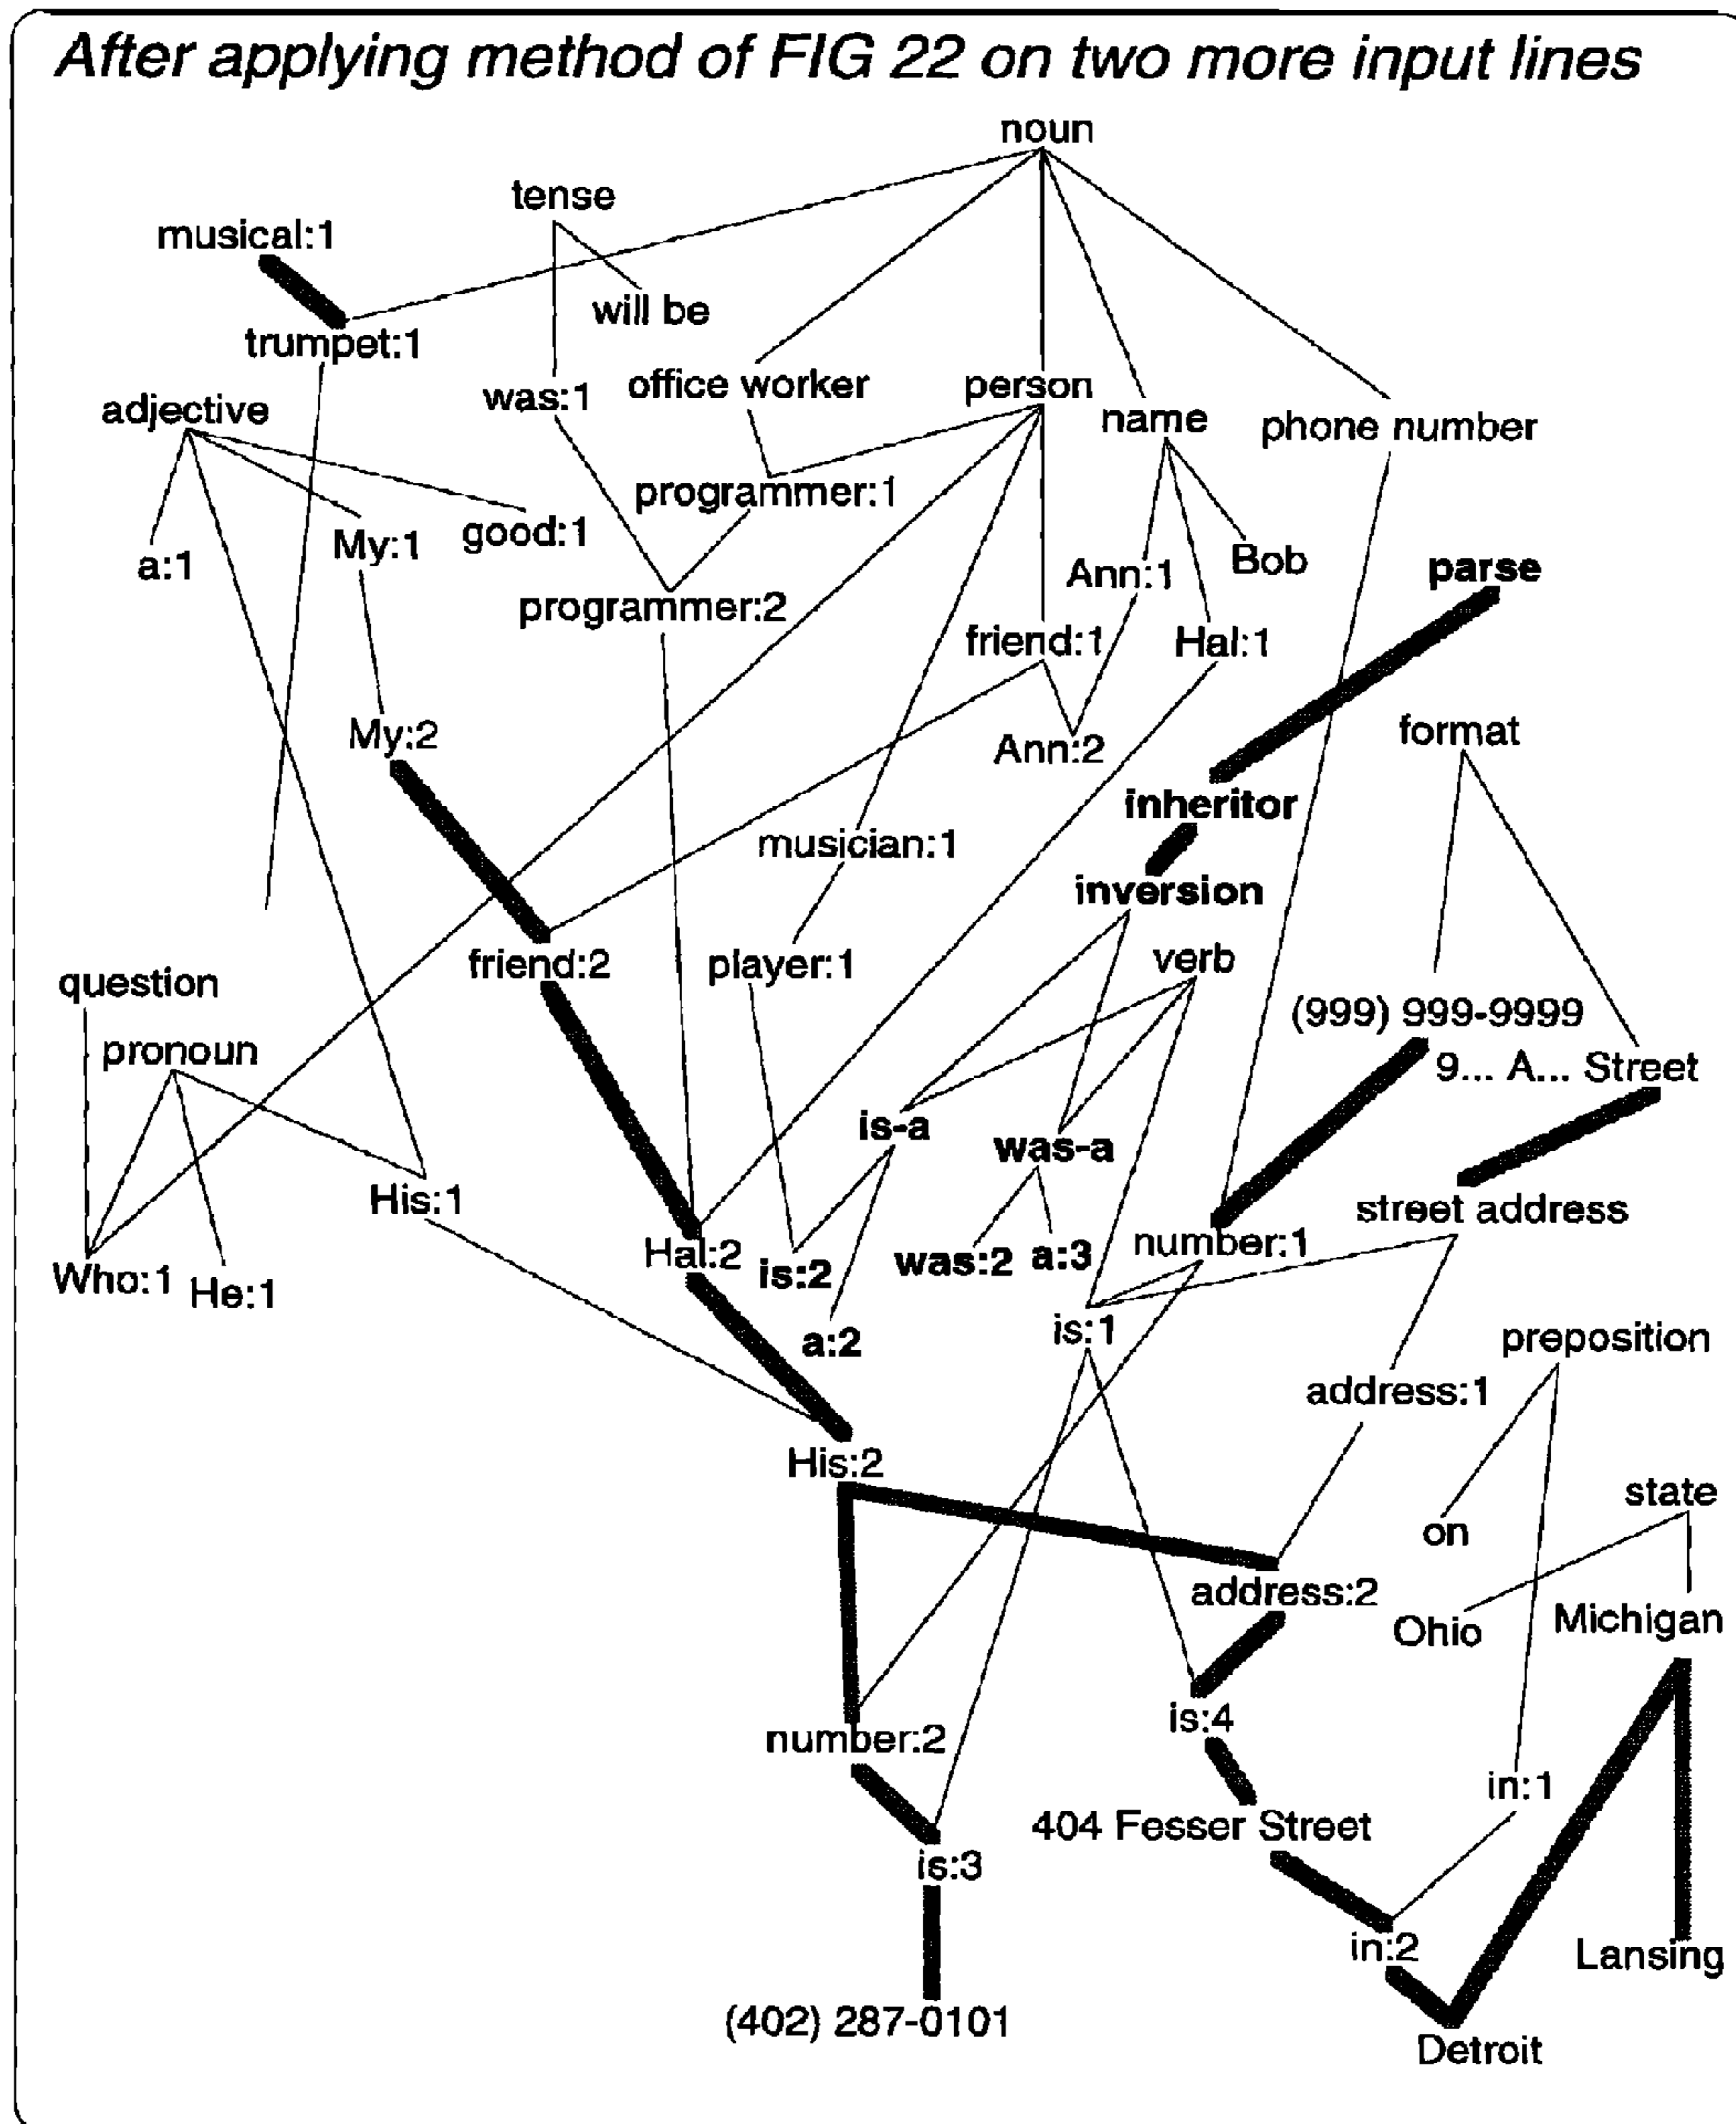 After applying method of FIG 22 on two more input lines
noun
tense
musical:1
will be
trumpet:1
office worker
person
was:1
adjective
name
phone number
programmer:1
good:1
My:1
a:1
Ann:1
Bob
parse
programmer:2
friend:1
Hal:1
My:2
format
Ann:2
inheritor
musician:1
inversion
verb
friend:2
player:1
question
(999) 999-9999
pronoun
9... A... Street
is-a
was-a
His:1
street address
number:1
Hal:2
is:2
was:2
a:3
Who:1
He:1
is:1
a:2
preposition
address:1
His:2
state
on
address:2
Ohio
Michigan
is:4
number:2
in:1
404 Fesser Street
is:3
in:2
Lansing
(402) 287-0101
Detroit